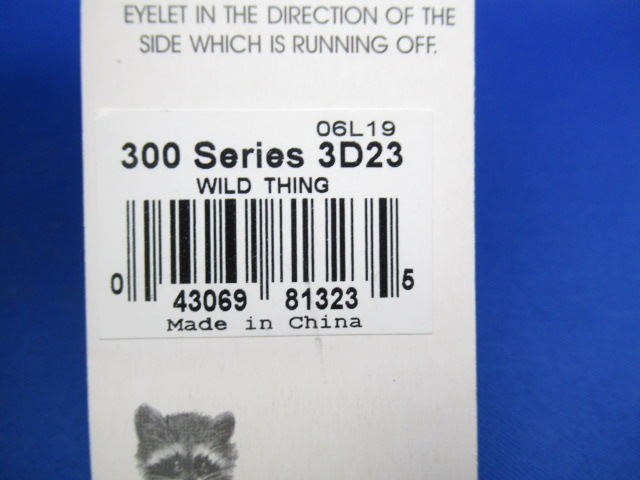 EYELET IN THE DIRECTION OF THE
SIDE WHICH IS RUNNING OFF.
06L19
300 Series 3D23
WILD THING
0 43069 81323 5
Made in China